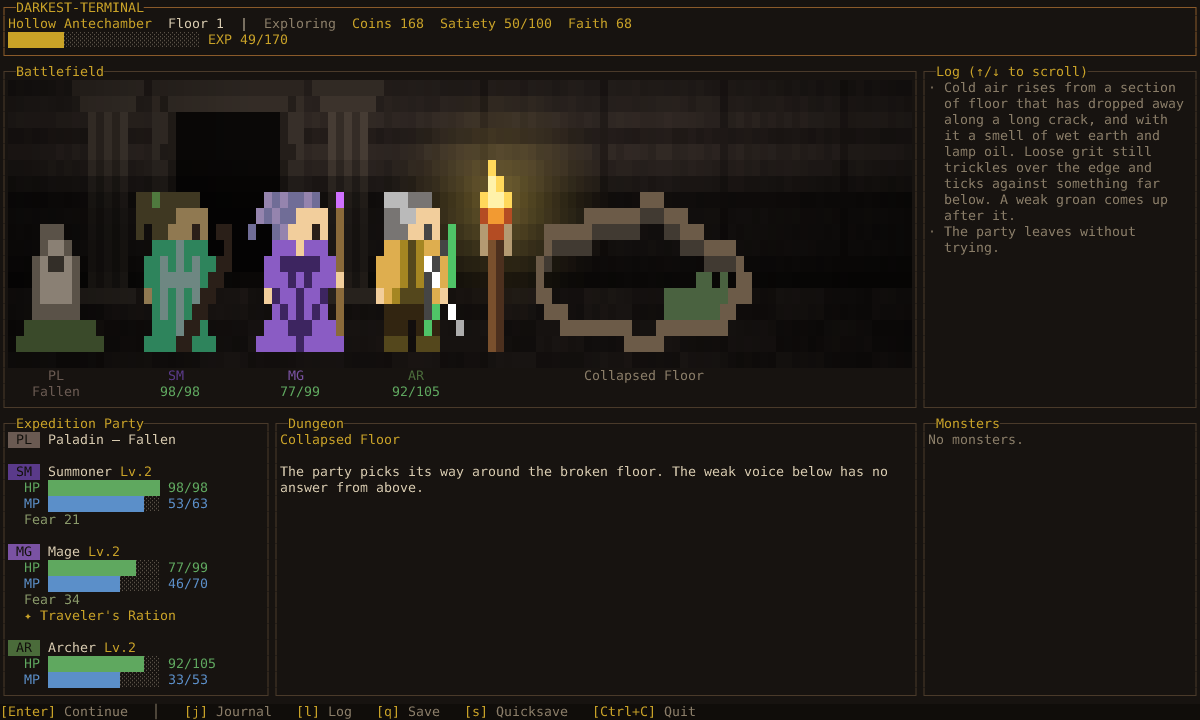 DARKEST-TERMINAL
Hollow Antechamber Floor 1 | Exploring Coins 168 Satiety 50/100 Faith 68
EXP 49/170
Battlefield
PL SM MG AR Collapsed Floor
Fallen 98/98 77/99 92/105
Log (↑/↓ to scroll)
· Cold air rises from a section
of floor that has dropped away
along a long crack, and with
it a smell of wet earth and
lamp oil. Loose grit still
trickles over the edge and
ticks against something far
below. A weak groan comes up
after it.
· The party leaves without
trying.
Expedition Party
PL Paladin — Fallen
SM Summoner Lv.2
HP 98/98
MP 53/63
Fear 21
MG Mage Lv.2
HP 77/99
MP 46/70
Fear 34
✦ Traveler's Ration
AR Archer Lv.2
HP 92/105
MP 33/53
Dungeon
Collapsed Floor
The party picks its way around the broken floor. The weak voice below has no
answer from above.
Monsters
No monsters.
[Enter] Continue │ [j] Journal [l] Log [q] Save [s] Quicksave [Ctrl+C] Quit